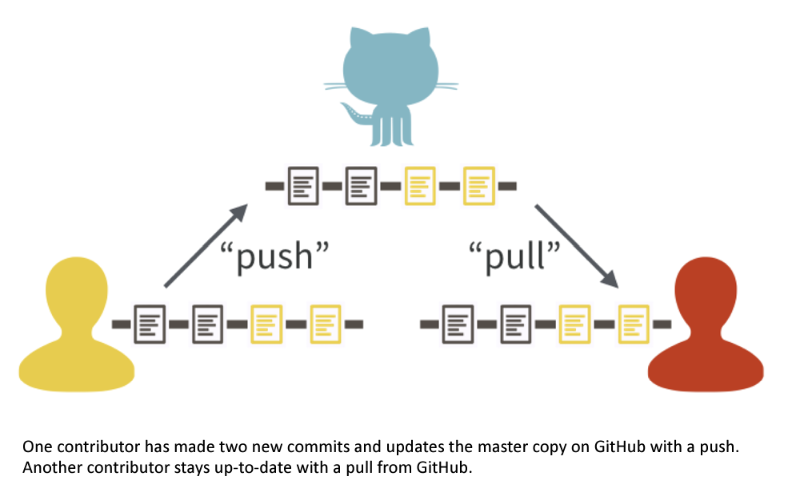 “push”
“pull”
One contributor has made two new commits and updates the master copy on GitHub with a push.
Another contributor stays up-to-date with a pull from GitHub.